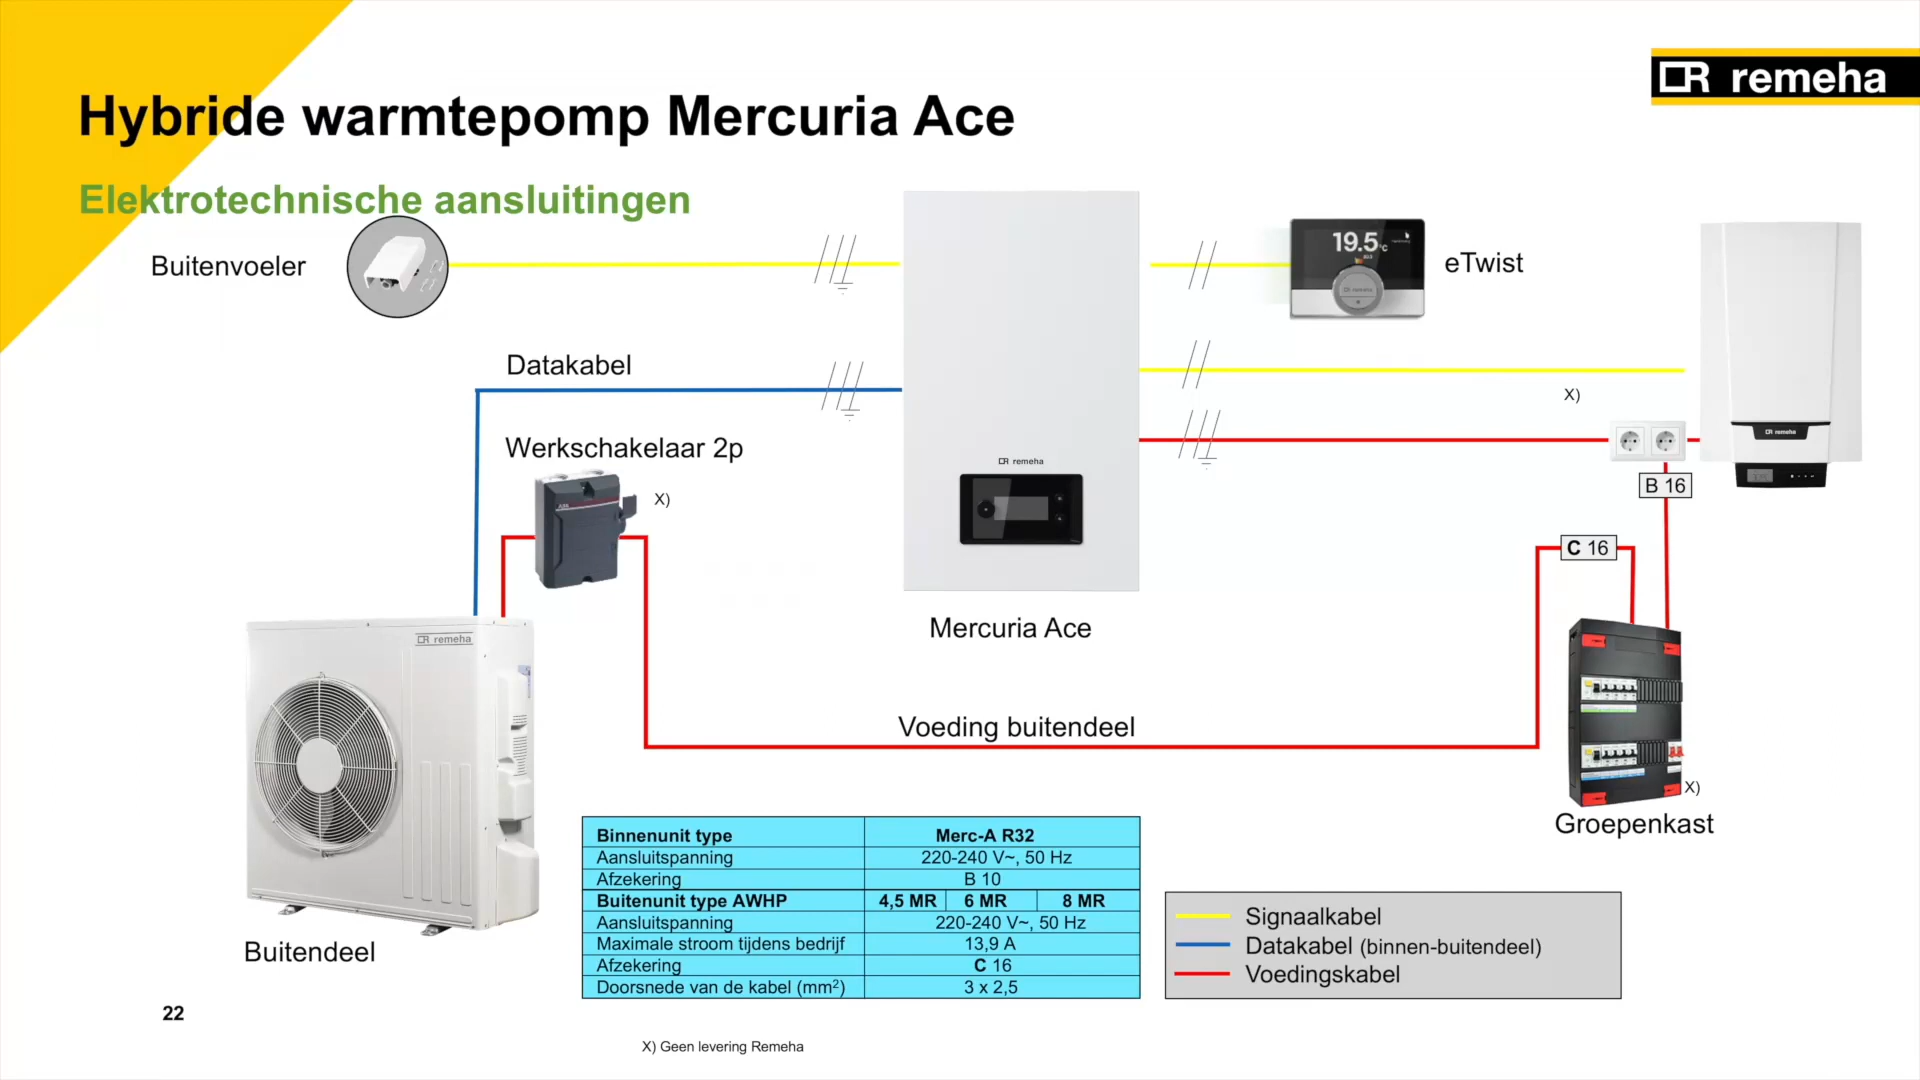 remeha
Hybride warmtepomp Mercuria Ace
Elektrotechnische aansluitingen
Buitenvoeler
19.5°C
remeha
eTwist
Datakabel
X)
remeha
Werkschakelaar 2p
ABB
X)
remeha
B 16
C 16
Mercuria Ace
remeha
Voeding buitendeel
X)
Groepenkast
Binnenunit type Merc-A R32
Aansluitspanning 220-240 V~, 50 Hz
Afzekering B 10
Buitenunit type AWHP 4,5 MR 6 MR 8 MR
Aansluitspanning 220-240 V~, 50 Hz
Maximale stroom tijdens bedrijf 13,9 A
Afzekering C 16
Doorsnede van de kabel (mm²) 3 x 2,5
Signaalkabel
Datakabel (binnen-buitendeel)
Voedingskabel
Buitendeel
22
X) Geen levering Remeha